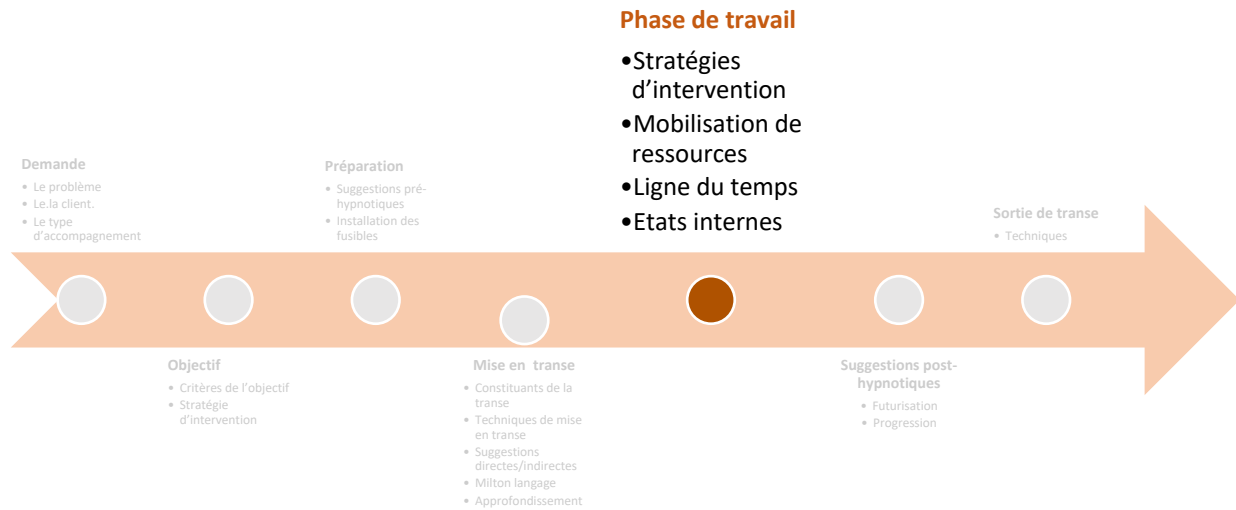 Phase de travail
•Stratégies
d’intervention
•Mobilisation de
ressources
•Ligne du temps
•Etats internes
Demande
• Le problème
• Le.la client.
• Le type
d’accompagnement
Préparation
• Suggestions pré-
hypnotiques
• Installation des
fusibles
Sortie de transe
• Techniques
Objectif
• Critères de l’objectif
• Stratégie
d’intervention
Mise en transe
• Constituants de la
transe
• Techniques de mise
en transe
• Suggestions
directes/indirectes
• Milton langage
• Approfondissement
Suggestions post-
hypnotiques
• Futurisation
• Progression